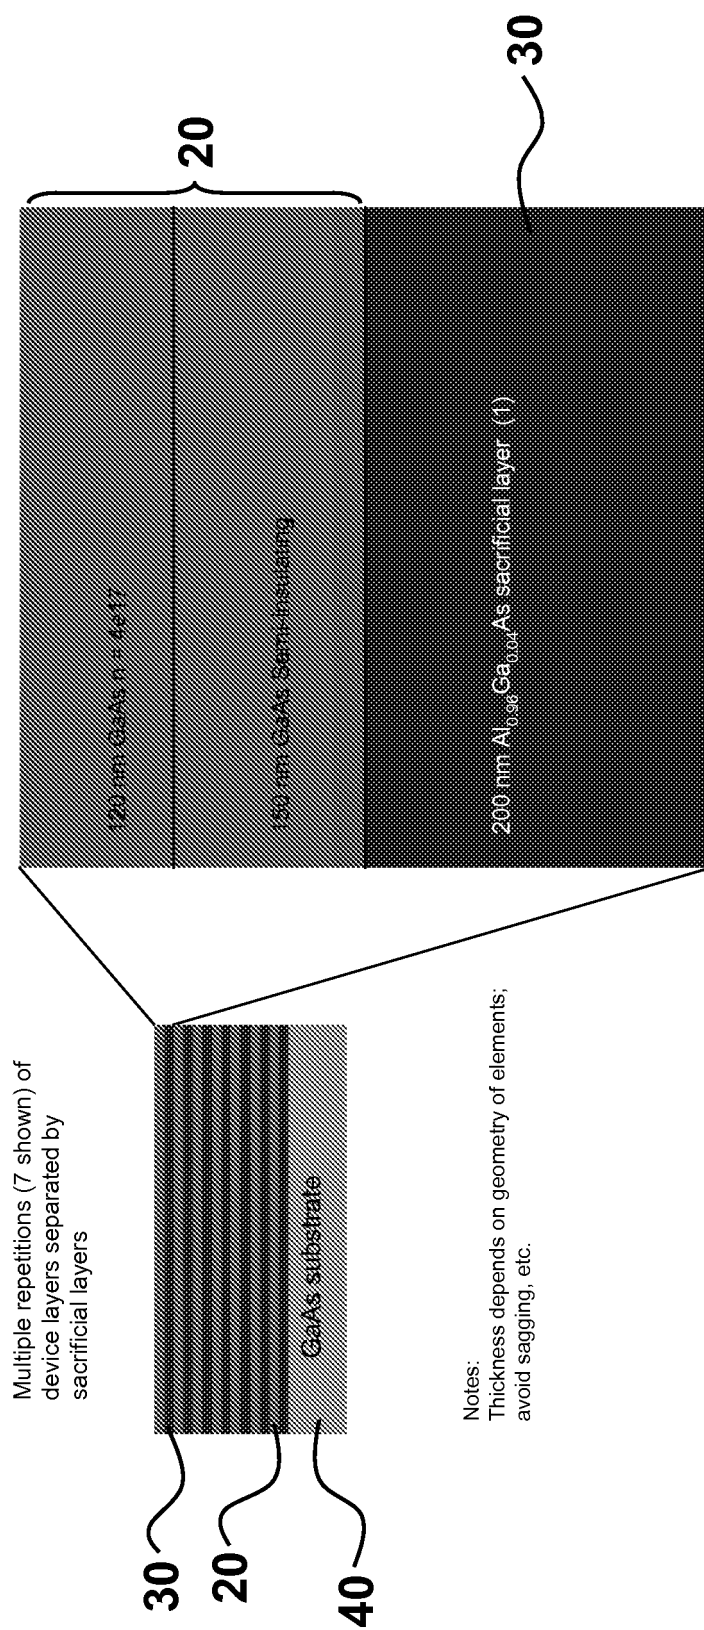 Multiple repetitions (7 shown) of
device layers separated by
sacrificial layers
30
20
40
GaAs substrate
Notes:
Thickness depends on geometry of elements;
avoid sagging, etc.
120 nm GaAs n = 4e17
150 nm GaAs Semi-insulating
200 nm Al0.96Ga0.04As sacrificial layer (1)
20
30